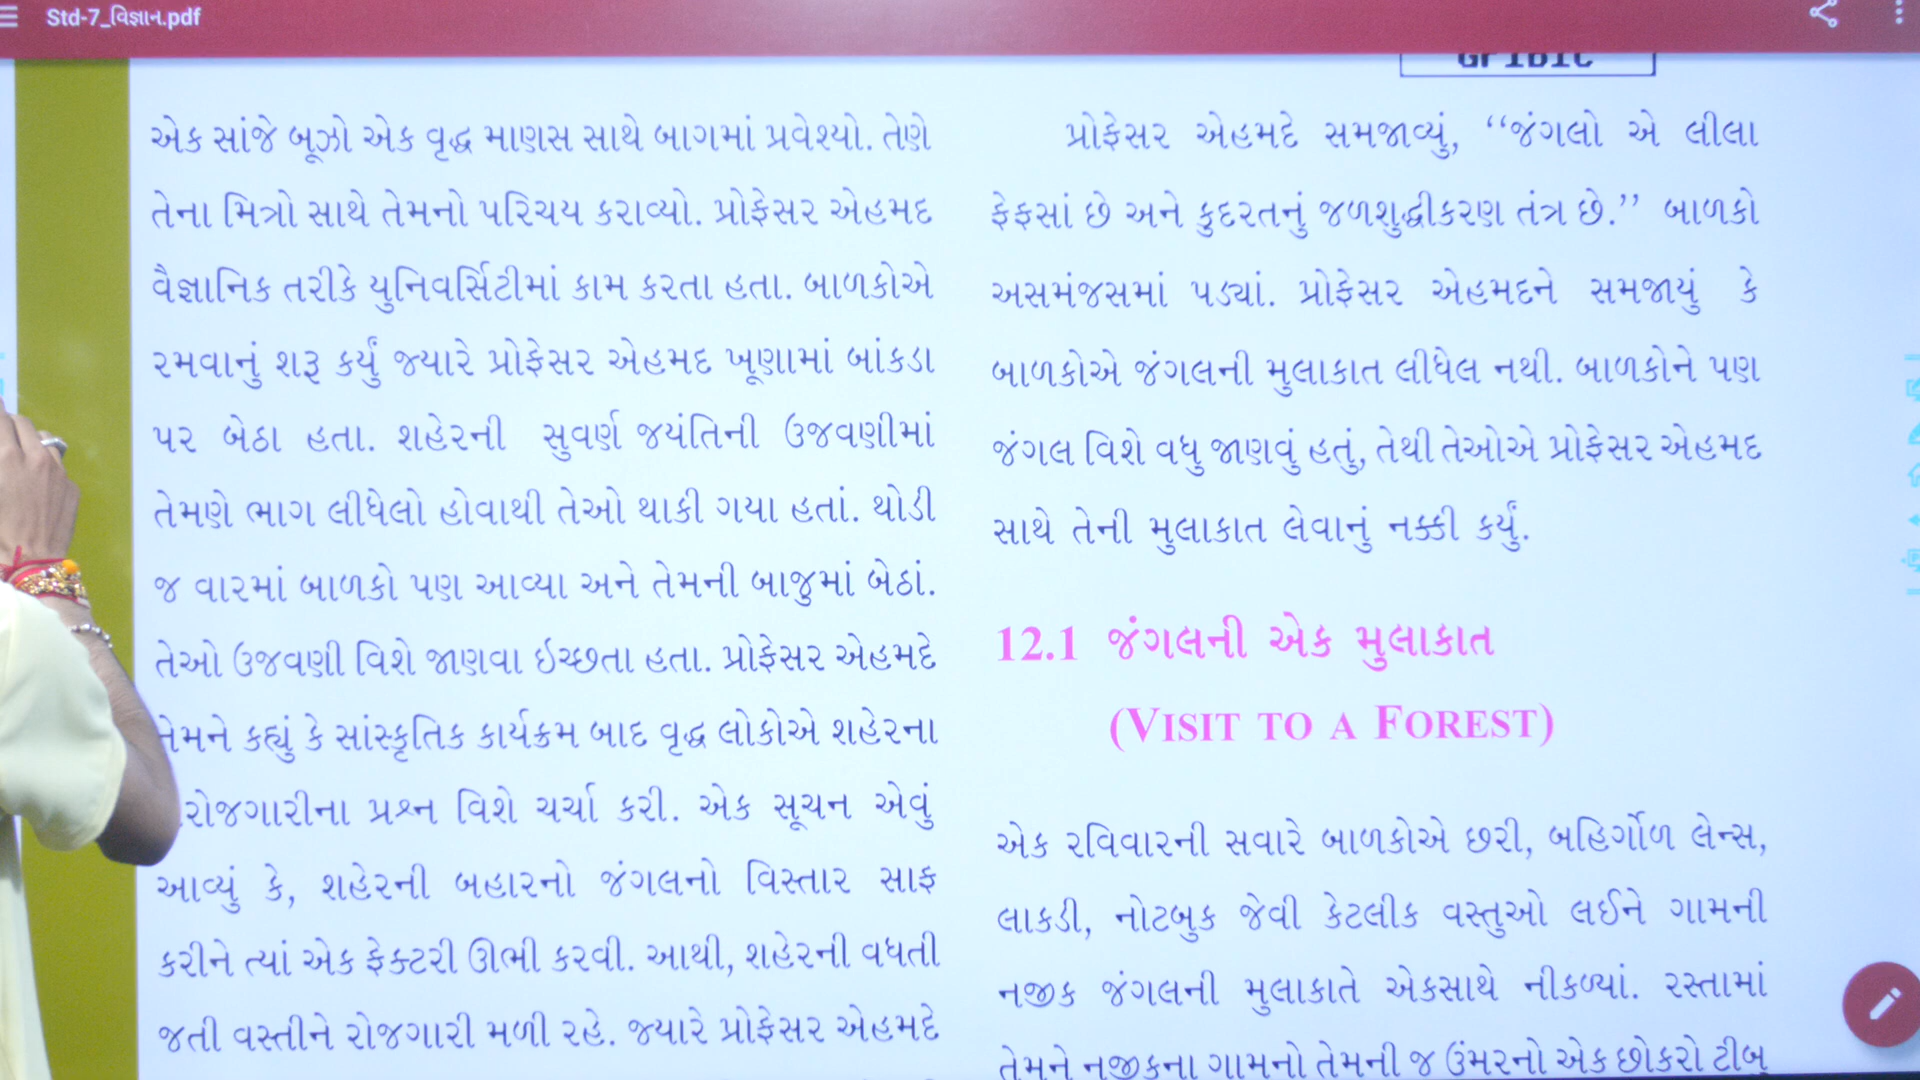 Std-7_વિજ્ઞાન.pdf
એક સાંજે બૂઝો એક વૃદ્ધ માણસ સાથે બાગમાં પ્રવેશ્યો. તેણે
તેના મિત્રો સાથે તેમનો પરિચય કરાવ્યો. પ્રોફેસર એહમદ
વૈજ્ઞાનિક તરીકે યુનિવર્સિટીમાં કામ કરતા હતા. બાળકોએ
રમવાનું શરૂ કર્યું જ્યારે પ્રોફેસર એહમદ ખૂણામાં બાંકડા
પર બેઠા હતા. શહેરની સુવર્ણ જયંતિની ઉજવણીમાં
તેમણે ભાગ લીધેલો હોવાથી તેઓ થાકી ગયા હતાં. થોડી
જ વારમાં બાળકો પણ આવ્યા અને તેમની બાજુમાં બેઠાં.
તેઓ ઉજવણી વિશે જાણવા ઇચ્છતા હતા. પ્રોફેસર એહમદે
તેમને કહ્યું કે સાંસ્કૃતિક કાર્યક્રમ બાદ વૃદ્ધ લોકોએ શહેરના
રોજગારીના પ્રશ્ન વિશે ચર્ચા કરી. એક સૂચન એવું
આવ્યું કે, શહેરની બહારનો જંગલનો વિસ્તાર સાફ
કરીને ત્યાં એક ફેક્ટરી ઊભી કરવી. આથી, શહેરની વધતી
જતી વસ્તીને રોજગારી મળી રહે. જ્યારે પ્રોફેસર એહમદે
પ્રોફેસર એહમદે સમજાવ્યું, “જંગલો એ લીલા
ફેફસાં છે અને કુદરતનું જળશુદ્ધીકરણ તંત્ર છે.” બાળકો
અસમંજસમાં પડ્યાં. પ્રોફેસર એહમદને સમજાયું કે
બાળકોએ જંગલની મુલાકાત લીધેલ નથી. બાળકોને પણ
જંગલ વિશે વધુ જાણવું હતું, તેથી તેઓએ પ્રોફેસર એહમદ
સાથે તેની મુલાકાત લેવાનું નક્કી કર્યું.
12.1 જંગલની એક મુલાકાત
(VISIT TO A FOREST)
એક રવિવારની સવારે બાળકોએ છરી, બહિર્ગોળ લેન્સ,
લાકડી, નોટબુક જેવી કેટલીક વસ્તુઓ લઈને ગામની
નજીક જંગલની મુલાકાતે એકસાથે નીકળ્યાં. રસ્તામાં
તેમને નજીકના ગામનો તેમની જ ઉંમરનો એક છોકરો ટીબૂ